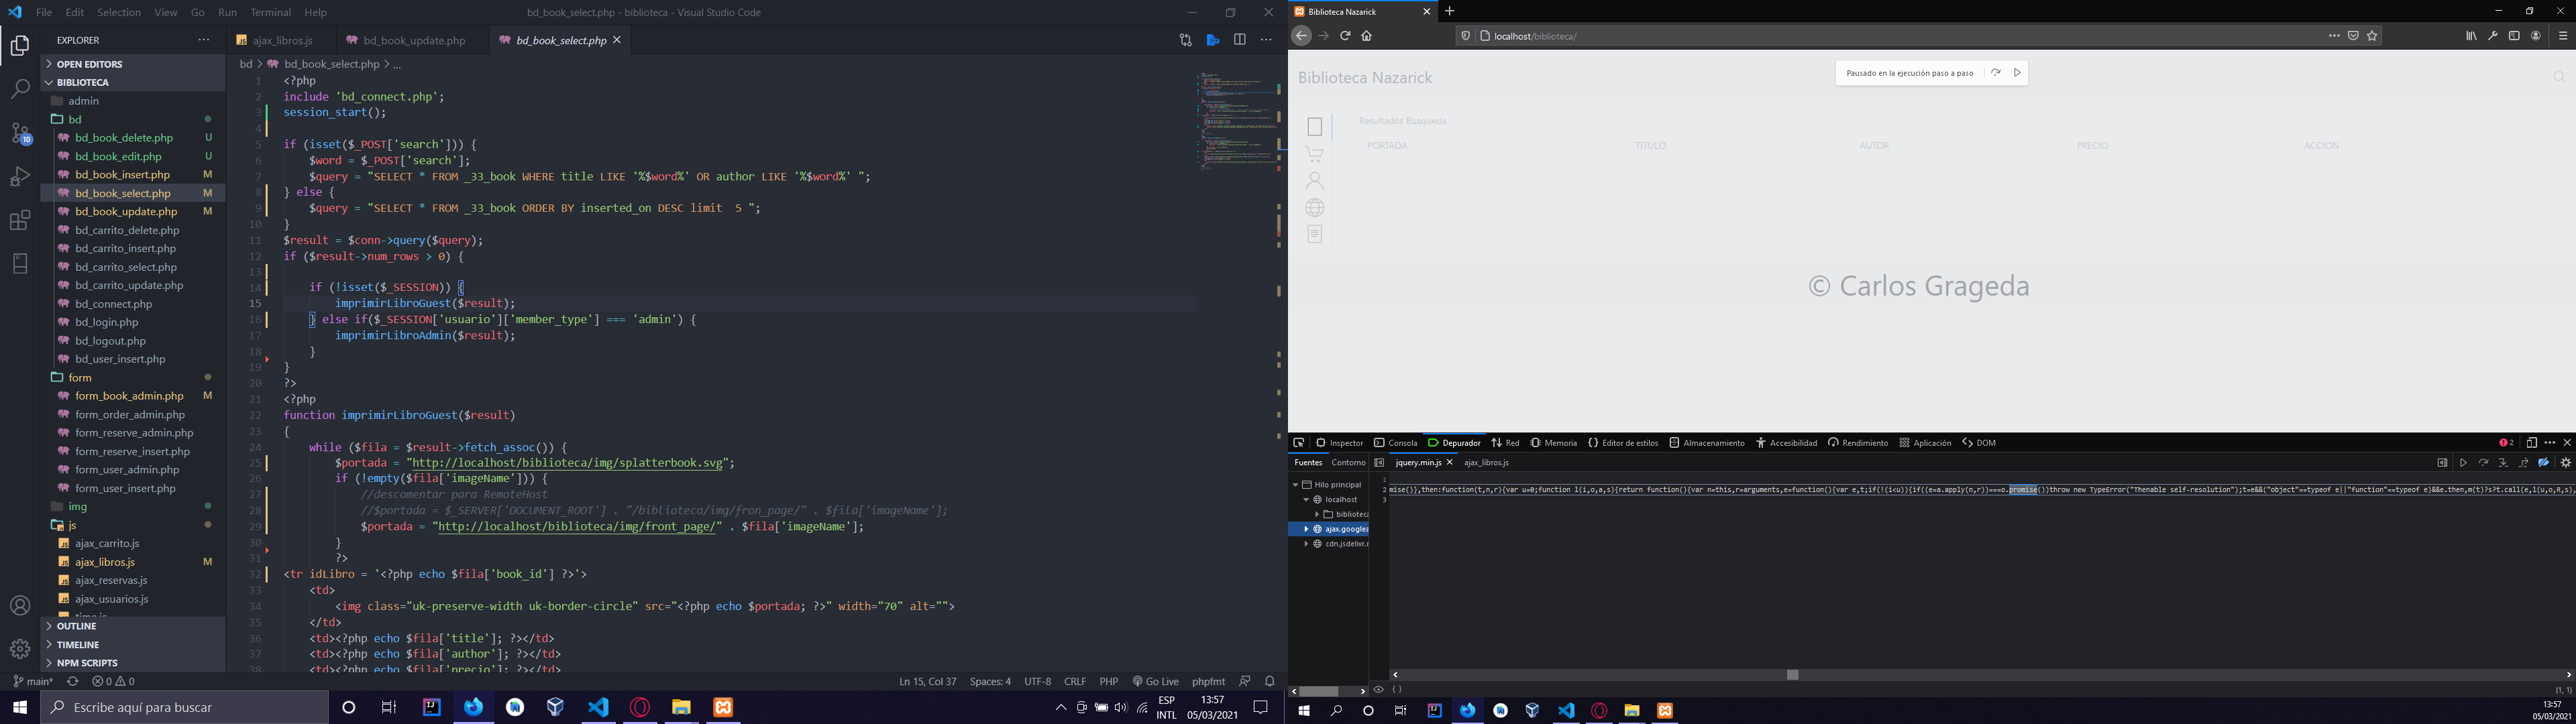 File Edit Selection View Go Run Terminal Help
bd_book_select.php - biblioteca - Visual Studio Code
EXPLORER
OPEN EDITORS
BIBLIOTECA
admin
bd
bd_book_delete.php U
bd_book_edit.php U
bd_book_insert.php M
bd_book_select.php M
bd_book_update.php M
bd_carrito_delete.php
bd_carrito_insert.php
bd_carrito_select.php
bd_carrito_update.php
bd_connect.php
bd_login.php
bd_logout.php
bd_user_insert.php
form
form_book_admin.php M
form_order_admin.php
form_reserve_admin.php
form_reserve_insert.php
form_user_admin.php
form_user_insert.php
img
js
ajax_carrito.js
ajax_libros.js M
ajax_reservas.js
ajax_usuarios.js
OUTLINE
TIMELINE
NPM SCRIPTS
10
ajax_libros.js bd_book_update.php bd_book_select.php
bd > bd_book_select.php > ...
1 <?php
2 include 'bd_connect.php';
3 session_start();
4
5 if (isset($_POST['search'])) {
6 $word = $_POST['search'];
7 $query = "SELECT * FROM _33_book WHERE title LIKE '%$word%' OR author LIKE '%$word%' ";
8 } else {
9 $query = "SELECT * FROM _33_book ORDER BY inserted_on DESC limit  5 ";
10 }
11 $result = $conn->query($query);
12 if ($result->num_rows > 0) {
13
14 if (!isset($_SESSION)) {
15 imprimirLibroGuest($result);
16 } else if($_SESSION['usuario']['member_type'] === 'admin') {
17 imprimirLibroAdmin($result);
18 }
19 }
20 ?>
21 <?php
22 function imprimirLibroGuest($result)
23 {
24 while ($fila = $result->fetch_assoc()) {
25 $portada = "http://localhost/biblioteca/img/splatterbook.svg";
26 if (!empty($fila['imageName'])) {
27 //descomentar para RemoteHost
28 //$portada = $_SERVER['DOCUMENT_ROOT'] . "/biblioteca/img/fron_page/" . $fila['imageName'];
29 $portada = "http://localhost/biblioteca/img/front_page/" . $fila['imageName'];
30 }
31 ?>
32 <tr idLibro = '<?php echo $fila['book_id'] ?>'>
33 <td>
34 <img class="uk-preserve-width uk-border-circle" src="<?php echo $portada; ?>" width="70" alt="">
35 </td>
36 <td><?php echo $fila['title']; ?></td>
37 <td><?php echo $fila['author']; ?></td>
38 <td><?php echo $fila['precio']; ?></td>
main* 0 0
Ln 15, Col 37 Spaces: 4 UTF-8 CRLF PHP Go Live phpfmt
Escribe aquí para buscar
ESP
INTL
13:57
05/03/2021
Biblioteca Nazarick
localhost/biblioteca/
Biblioteca Nazarick
Pausado en la ejecución paso a paso
Resultados Busqueda
PORTADA TITULO AUTOR PRECIO ACCION
© Carlos Grageda
Inspector Consola Depurador Red Memoria Editor de estilos Almacenamiento Accesibilidad Rendimiento Aplicación DOM 2
Fuentes Contorno jquery.min.js ajax_libros.js
Hilo principal
localhost
biblioteca
ajax.googlea
cdn.jsdelivr.n
1
2 mise()},then:function(t,n,r){var u=0;function l(i,o,a,s){return function(){var n=this,r=arguments,e=function(){var e,t;if(!(i<u)){if((e=a.apply(n,r))===o.promise())throw new TypeError("Thenable self-resolution");t=e&&("object"==typeof e||"function"==typeof e)&&e.then,m(t)?s?t.call(e,l(u,o,R,s),
3
{ } (1, 1)
13:57
05/03/2021